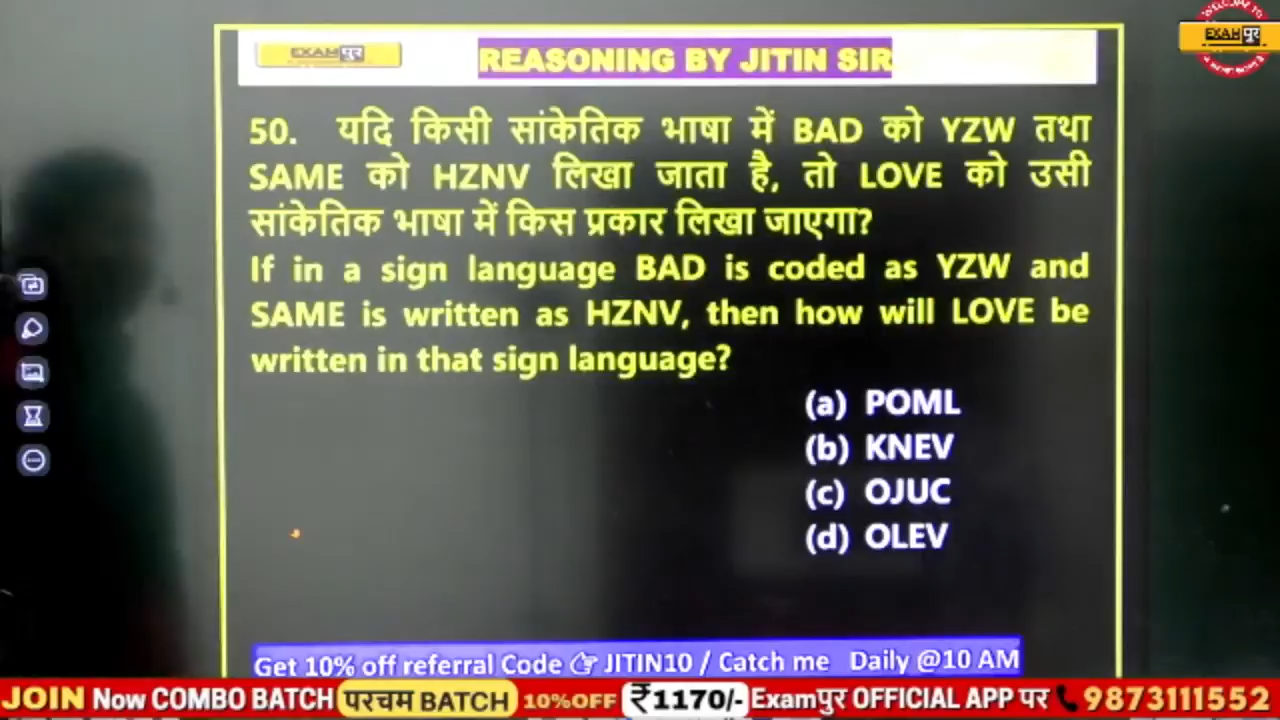 EXAMपुर
REASONING BY JITIN SIR
EXAMपुर
50. यदि किसी सांकेतिक भाषा में BAD को YZW तथा
SAME को HZNV लिखा जाता है, तो LOVE को उसी
सांकेतिक भाषा में किस प्रकार लिखा जाएगा?
If in a sign language BAD is coded as YZW and
SAME is written as HZNV, then how will LOVE be
written in that sign language?
(a) POML
(b) KNEV
(c) OJUC
(d) OLEV
Get 10% off referral Code JITIN10 / Catch me Daily @10 AM
JOIN Now COMBO BATCH परचम BATCH 10%OFF ₹1170/- Examपुर OFFICIAL APP पर 9873111552